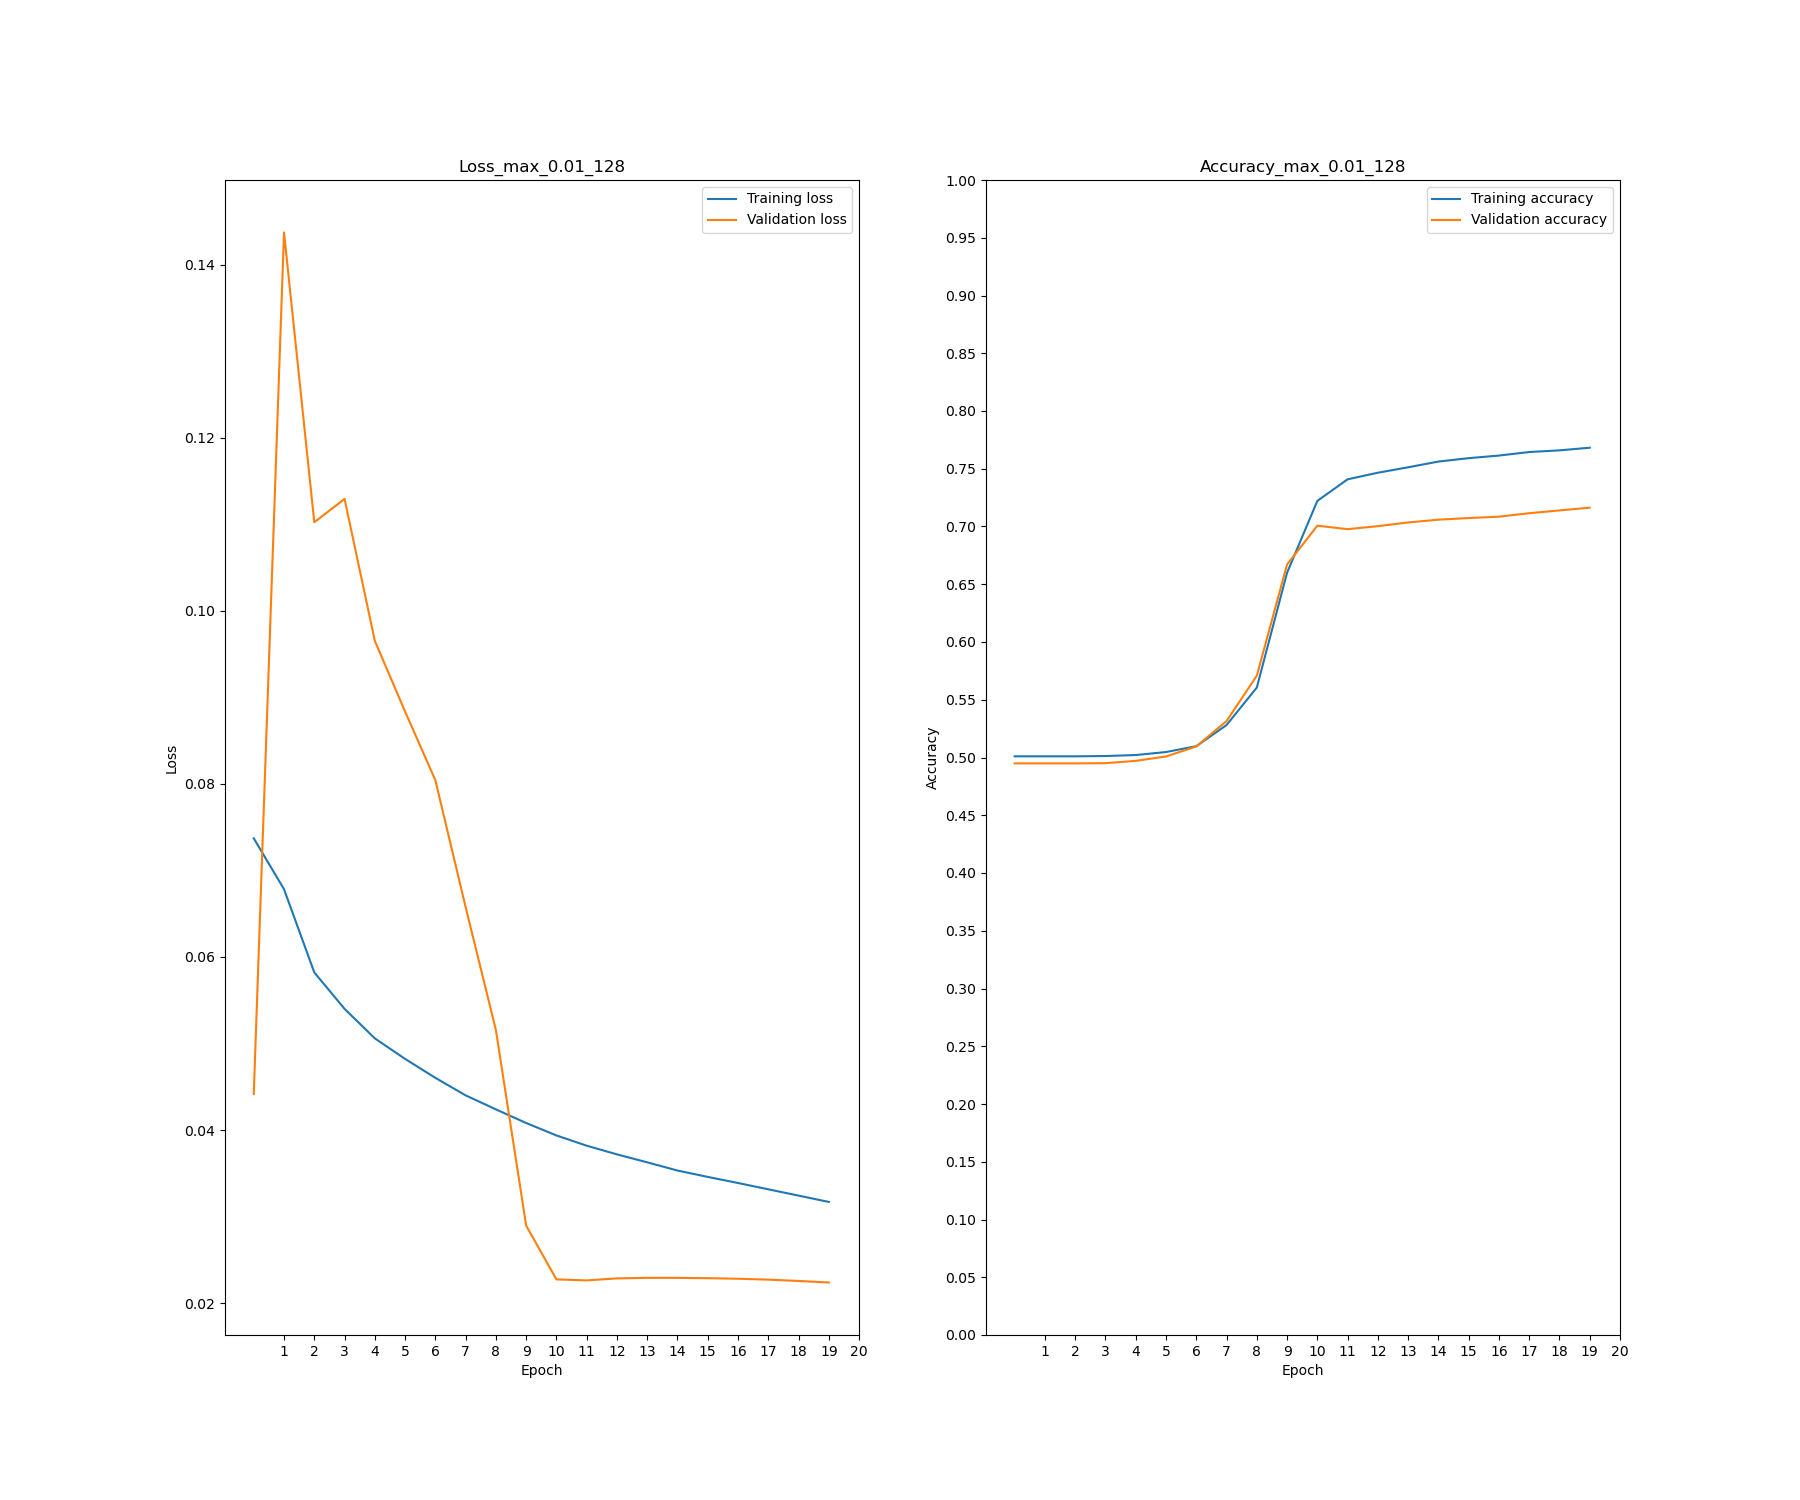 Loss_max_0.01_128
Training loss
Validation loss
0.14
0.12
0.10
0.08
0.06
0.04
0.02
Loss
1 2 3 4 5 6 7 8 9 10 11 12 13 14 15 16 17 18 19 20
Epoch
Accuracy_max_0.01_128
Training accuracy
Validation accuracy
1.00
0.95
0.90
0.85
0.80
0.75
0.70
0.65
0.60
0.55
0.50
0.45
0.40
0.35
0.30
0.25
0.20
0.15
0.10
0.05
0.00
Accuracy
1 2 3 4 5 6 7 8 9 10 11 12 13 14 15 16 17 18 19 20
Epoch